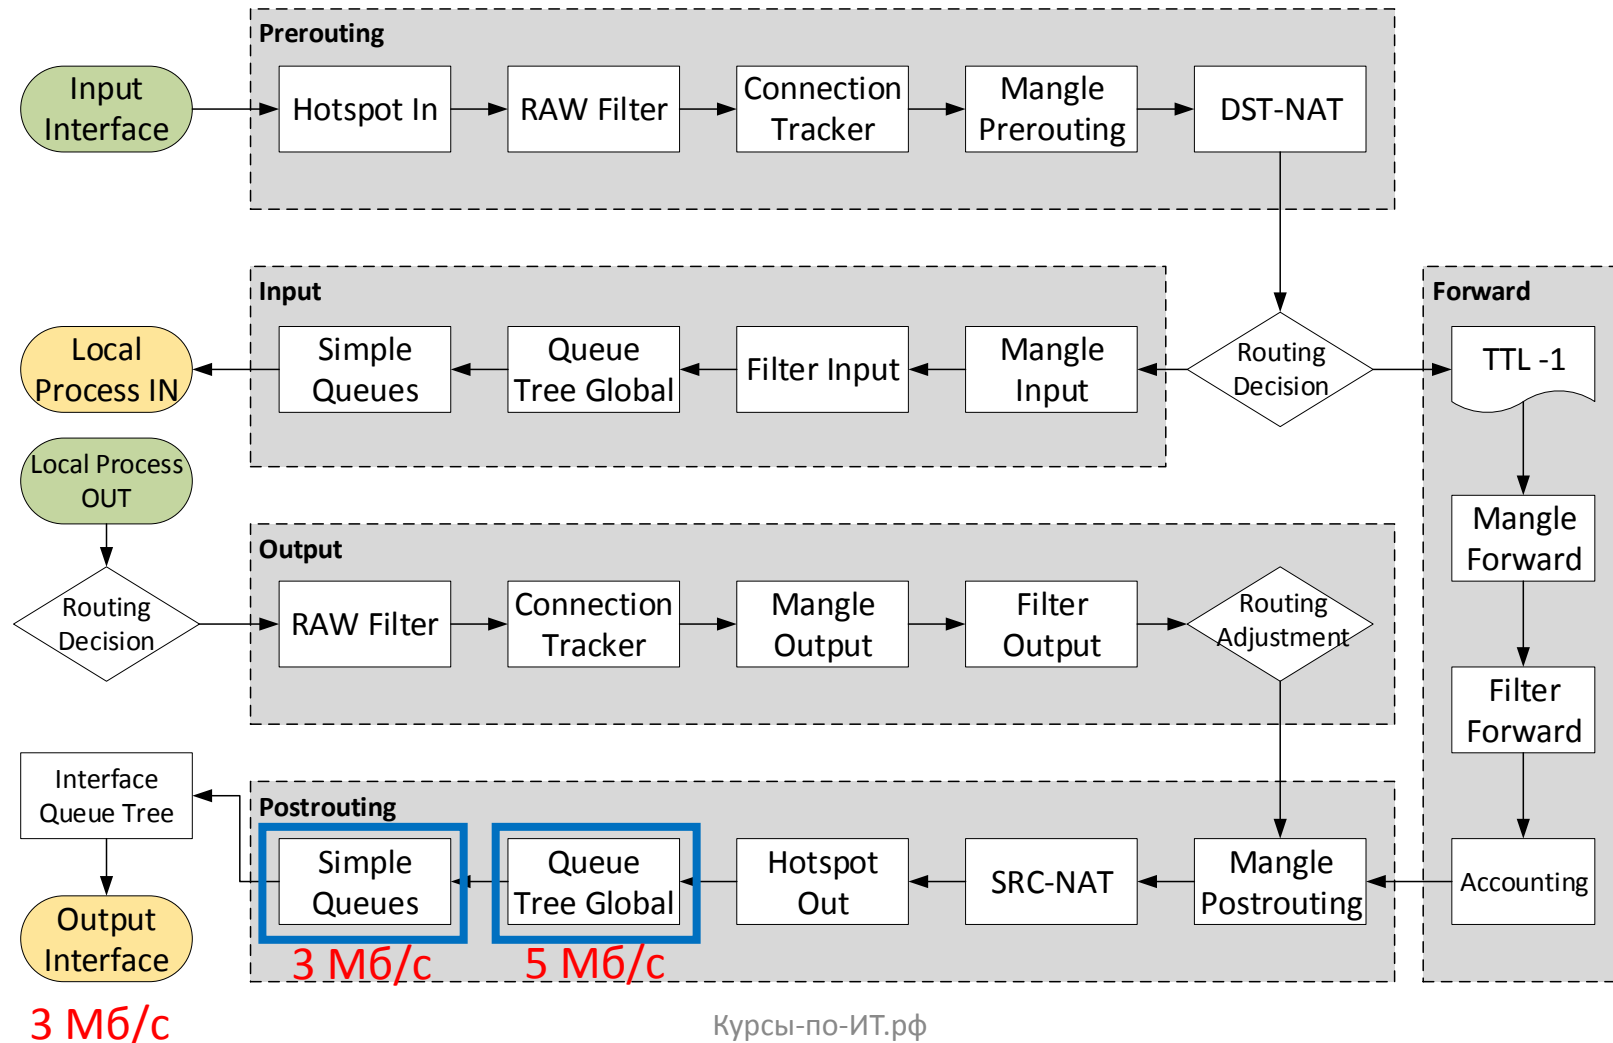 Prerouting
Input
Interface
Hotspot In
RAW Filter
Connection
Tracker
Mangle
Prerouting
DST-NAT
Input
Local
Process IN
Simple
Queues
Queue
Tree Global
Filter Input
Mangle
Input
Routing
Decision
Forward
TTL -1
Mangle
Forward
Filter
Forward
Accounting
Local Process
OUT
Routing
Decision
Output
RAW Filter
Connection
Tracker
Mangle
Output
Filter
Output
Routing
Adjustment
Interface
Queue Tree
Postrouting
Simple
Queues
Queue
Tree Global
Hotspot
Out
SRC-NAT
Mangle
Postrouting
Output
Interface
3 Мб/с
5 Мб/с
3 Мб/с
Курсы-по-ИТ.рф